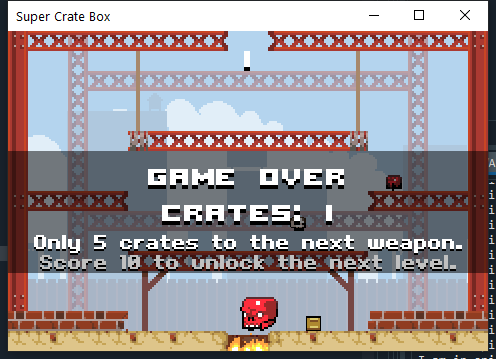 Super Crate Box
1
GAME OVER
CRATES: 1
Only 5 crates to the next weapon.
Score 10 to unlock the next level.